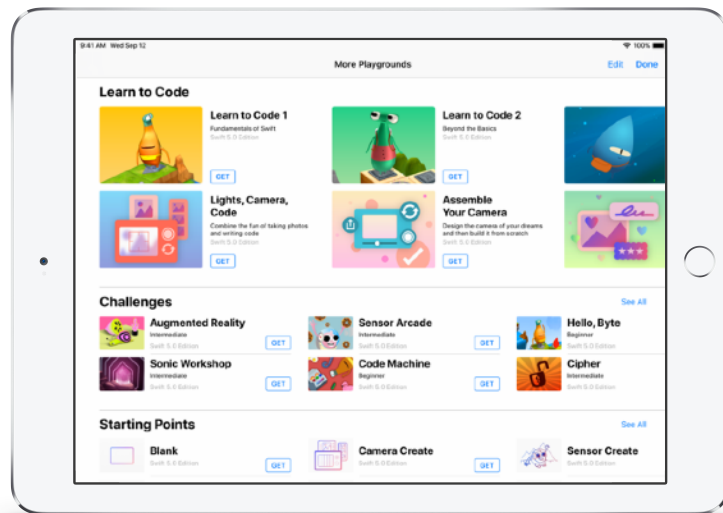 9:41 AM Wed Sep 12
100%
More Playgrounds
Edit Done
Learn to Code
Learn to Code 1
Fundamentals of Swift
Swift 5.0 Edition
GET
Learn to Code 2
Beyond the Basics
Swift 5.0 Edition
GET
Lights, Camera,
Code
Combine the fun of taking photos
and writing code
Swift 5.0 Edition
GET
Assemble
Your Camera
Design the camera of your dreams
and then build it from scratch
Swift 5.0 Edition
GET
Challenges
See All
Augmented Reality
Intermediate
Swift 5.0 Edition
GET
Sensor Arcade
Intermediate
Swift 5.0 Edition
GET
Hello, Byte
Beginner
Swift 5.0 Edition
Sonic Workshop
Intermediate
Swift 5.0 Edition
GET
Code Machine
Beginner
Swift 5.0 Edition
GET
Cipher
Intermediate
Swift 5.0 Edition
Starting Points
See All
Blank
Swift 5.0 Edition
GET
Camera Create
Swift 5.0 Edition
GET
Sensor Create
Swift 5.0 Edition